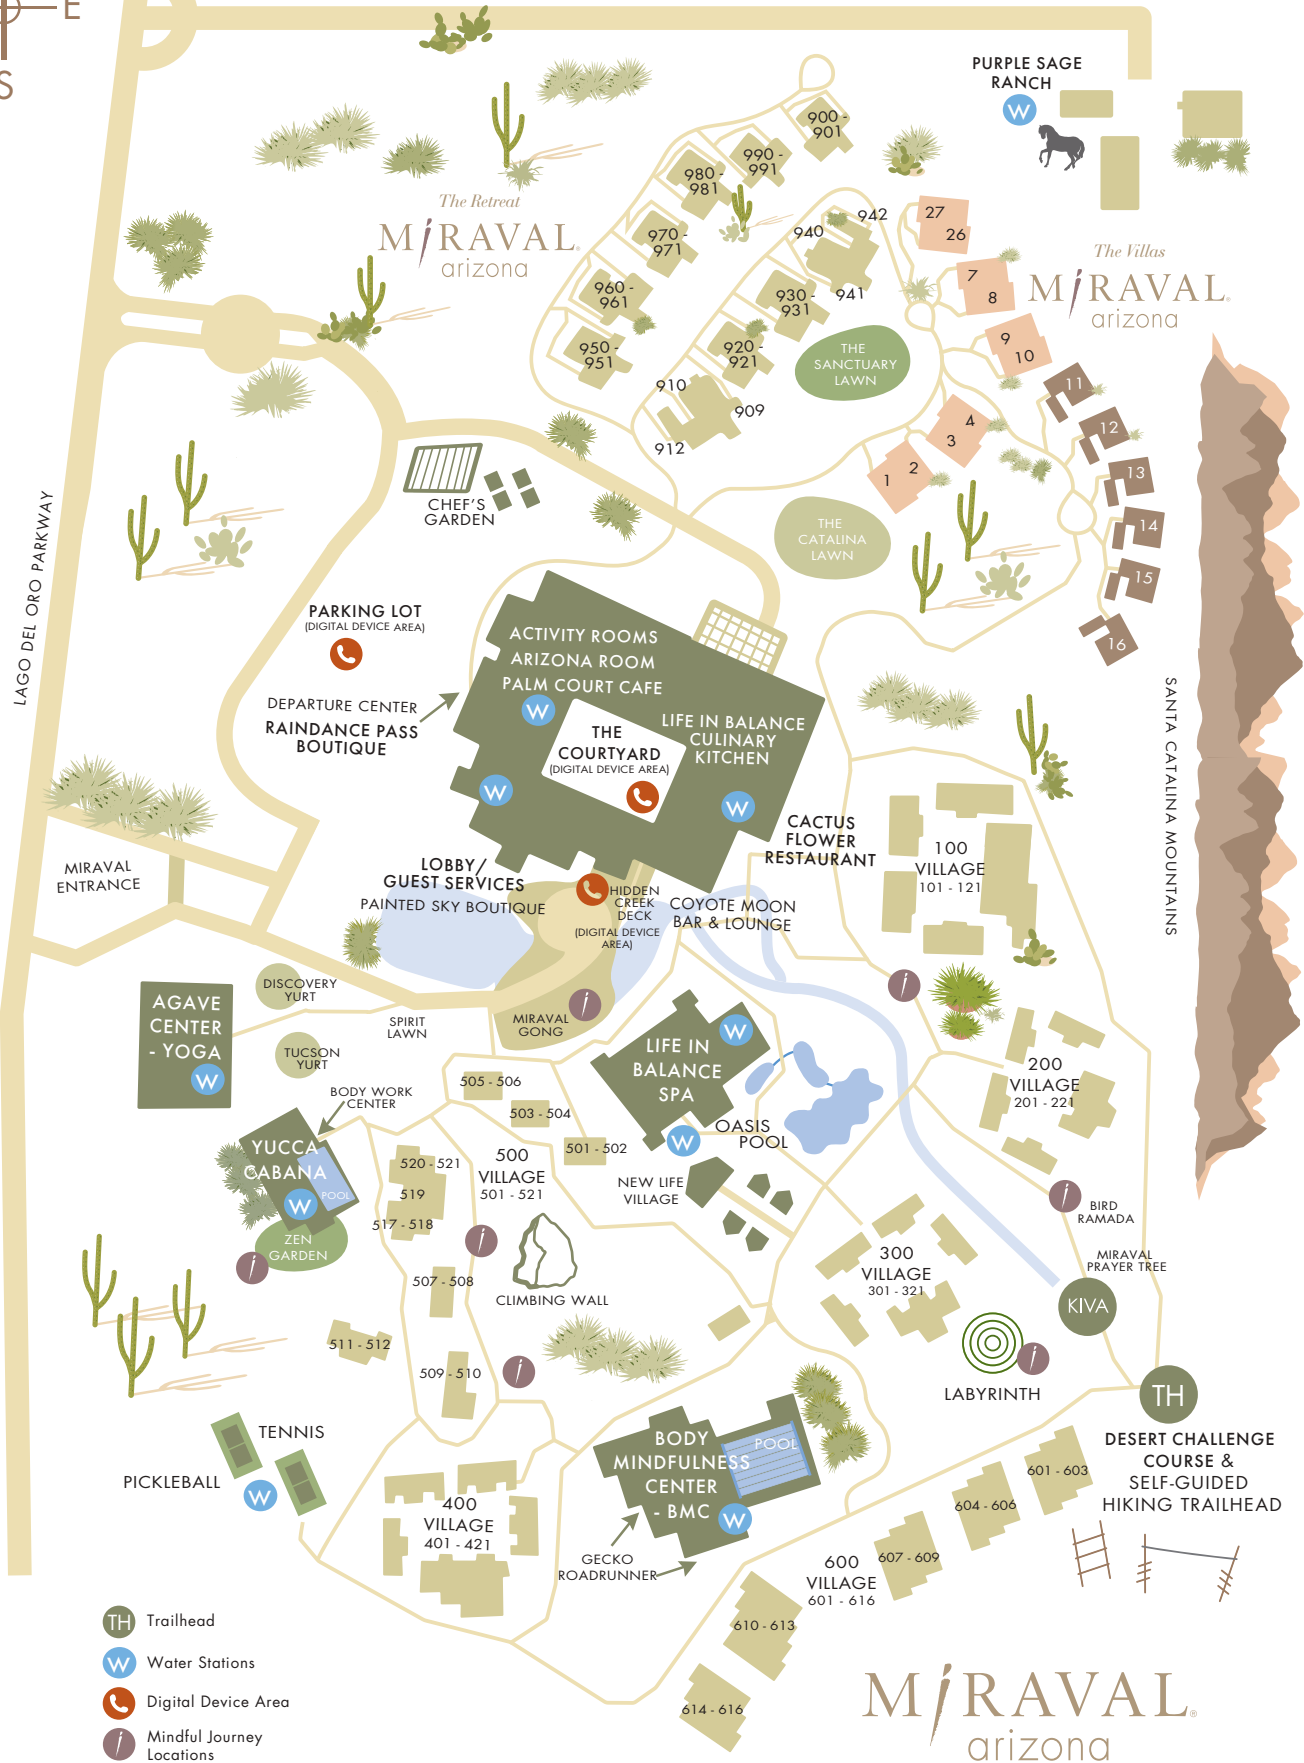 E
S
PURPLE SAGE
RANCH
W
The Retreat
MiRAVAL
arizona
900 -
901
990 -
991
980 -
981
970 -
971
960 -
961
950 -
951
942
940
941
930 -
931
920 -
921
910
909
912
27
26
7
8
9
10
4
3
2
1
11
12
13
14
15
16
The Villas
MiRAVAL
arizona
THE
SANCTUARY
LAWN
THE
CATALINA
LAWN
CHEF'S
GARDEN
LAGO DEL ORO PARKWAY
SANTA CATALINA MOUNTAINS
PARKING LOT
(DIGITAL DEVICE AREA)
DEPARTURE CENTER
RAINDANCE PASS
BOUTIQUE
ACTIVITY ROOMS
ARIZONA ROOM
PALM COURT CAFE
W
THE
COURTYARD
(DIGITAL DEVICE AREA)
LIFE IN BALANCE
CULINARY
KITCHEN
W
W
CACTUS
FLOWER
RESTAURANT
LOBBY/
GUEST SERVICES
PAINTED SKY BOUTIQUE
HIDDEN
CREEK
DECK
(DIGITAL DEVICE
AREA)
COYOTE MOON
BAR & LOUNGE
MIRAVAL
ENTRANCE
100
VILLAGE
101 - 121
DISCOVERY
YURT
AGAVE
CENTER
- YOGA
W
SPIRIT
LAWN
MIRAVAL
GONG
TUCSON
YURT
BODY WORK
CENTER
LIFE IN
BALANCE
SPA
W
OASIS
POOL
W
200
VILLAGE
201 - 221
505 - 506
503 - 504
501 - 502
500
VILLAGE
501 - 521
520 - 521
519
517 - 518
YUCCA
CABANA
POOL
W
ZEN
GARDEN
NEW LIFE
VILLAGE
BIRD
RAMADA
MIRAVAL
PRAYER TREE
KIVA
300
VILLAGE
301 - 321
507 - 508
CLIMBING WALL
511 - 512
509 - 510
LABYRINTH
TH
DESERT CHALLENGE
COURSE &
SELF-GUIDED
HIKING TRAILHEAD
TENNIS
PICKLEBALL
W
BODY
MINDFULNESS
CENTER
- BMC
POOL
W
GECKO
ROADRUNNER
400
VILLAGE
401 - 421
601 - 603
604 - 606
607 - 609
600
VILLAGE
601 - 616
610 - 613
614 - 616
TH Trailhead
W Water Stations
Digital Device Area
Mindful Journey
Locations
MiRAVAL®
arizona